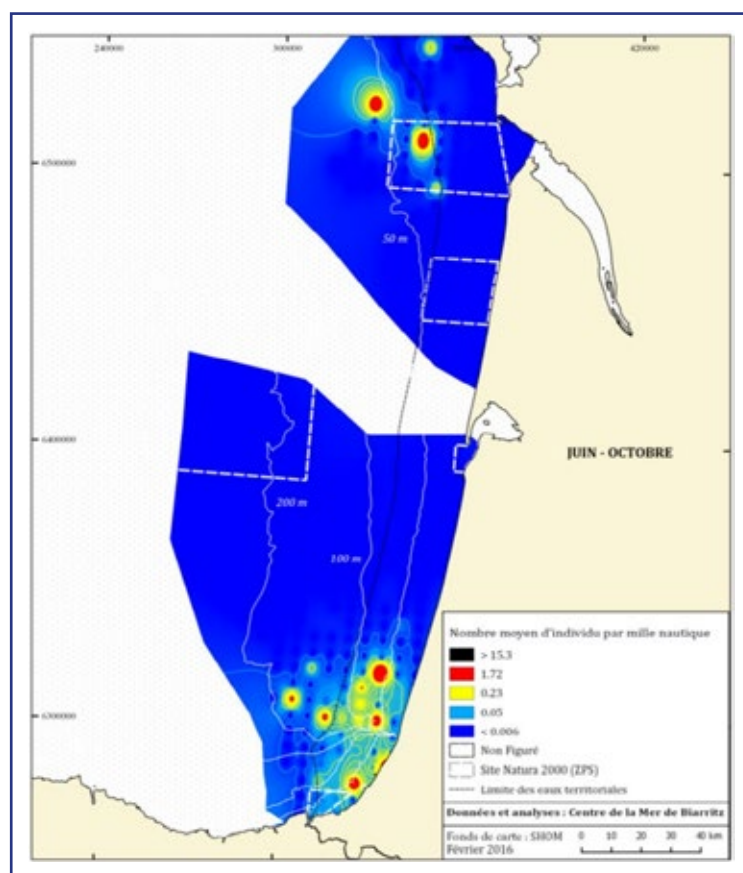 240000 300000 420000
6500000
50 m
6400000
JUIN - OCTOBRE
200 m
100 m
Nombre moyen d'individu par mille nautique
> 15.3
1.72
0.23
0.05
< 0.006
6300000
Non Figuré
Site Natura 2000 (ZPS)
Limite des eaux territoriales
Données et analyses : Centre de la Mer de Biarritz
Fonds de carte : SHOM
0 10 20 30 40 km
Février 2016